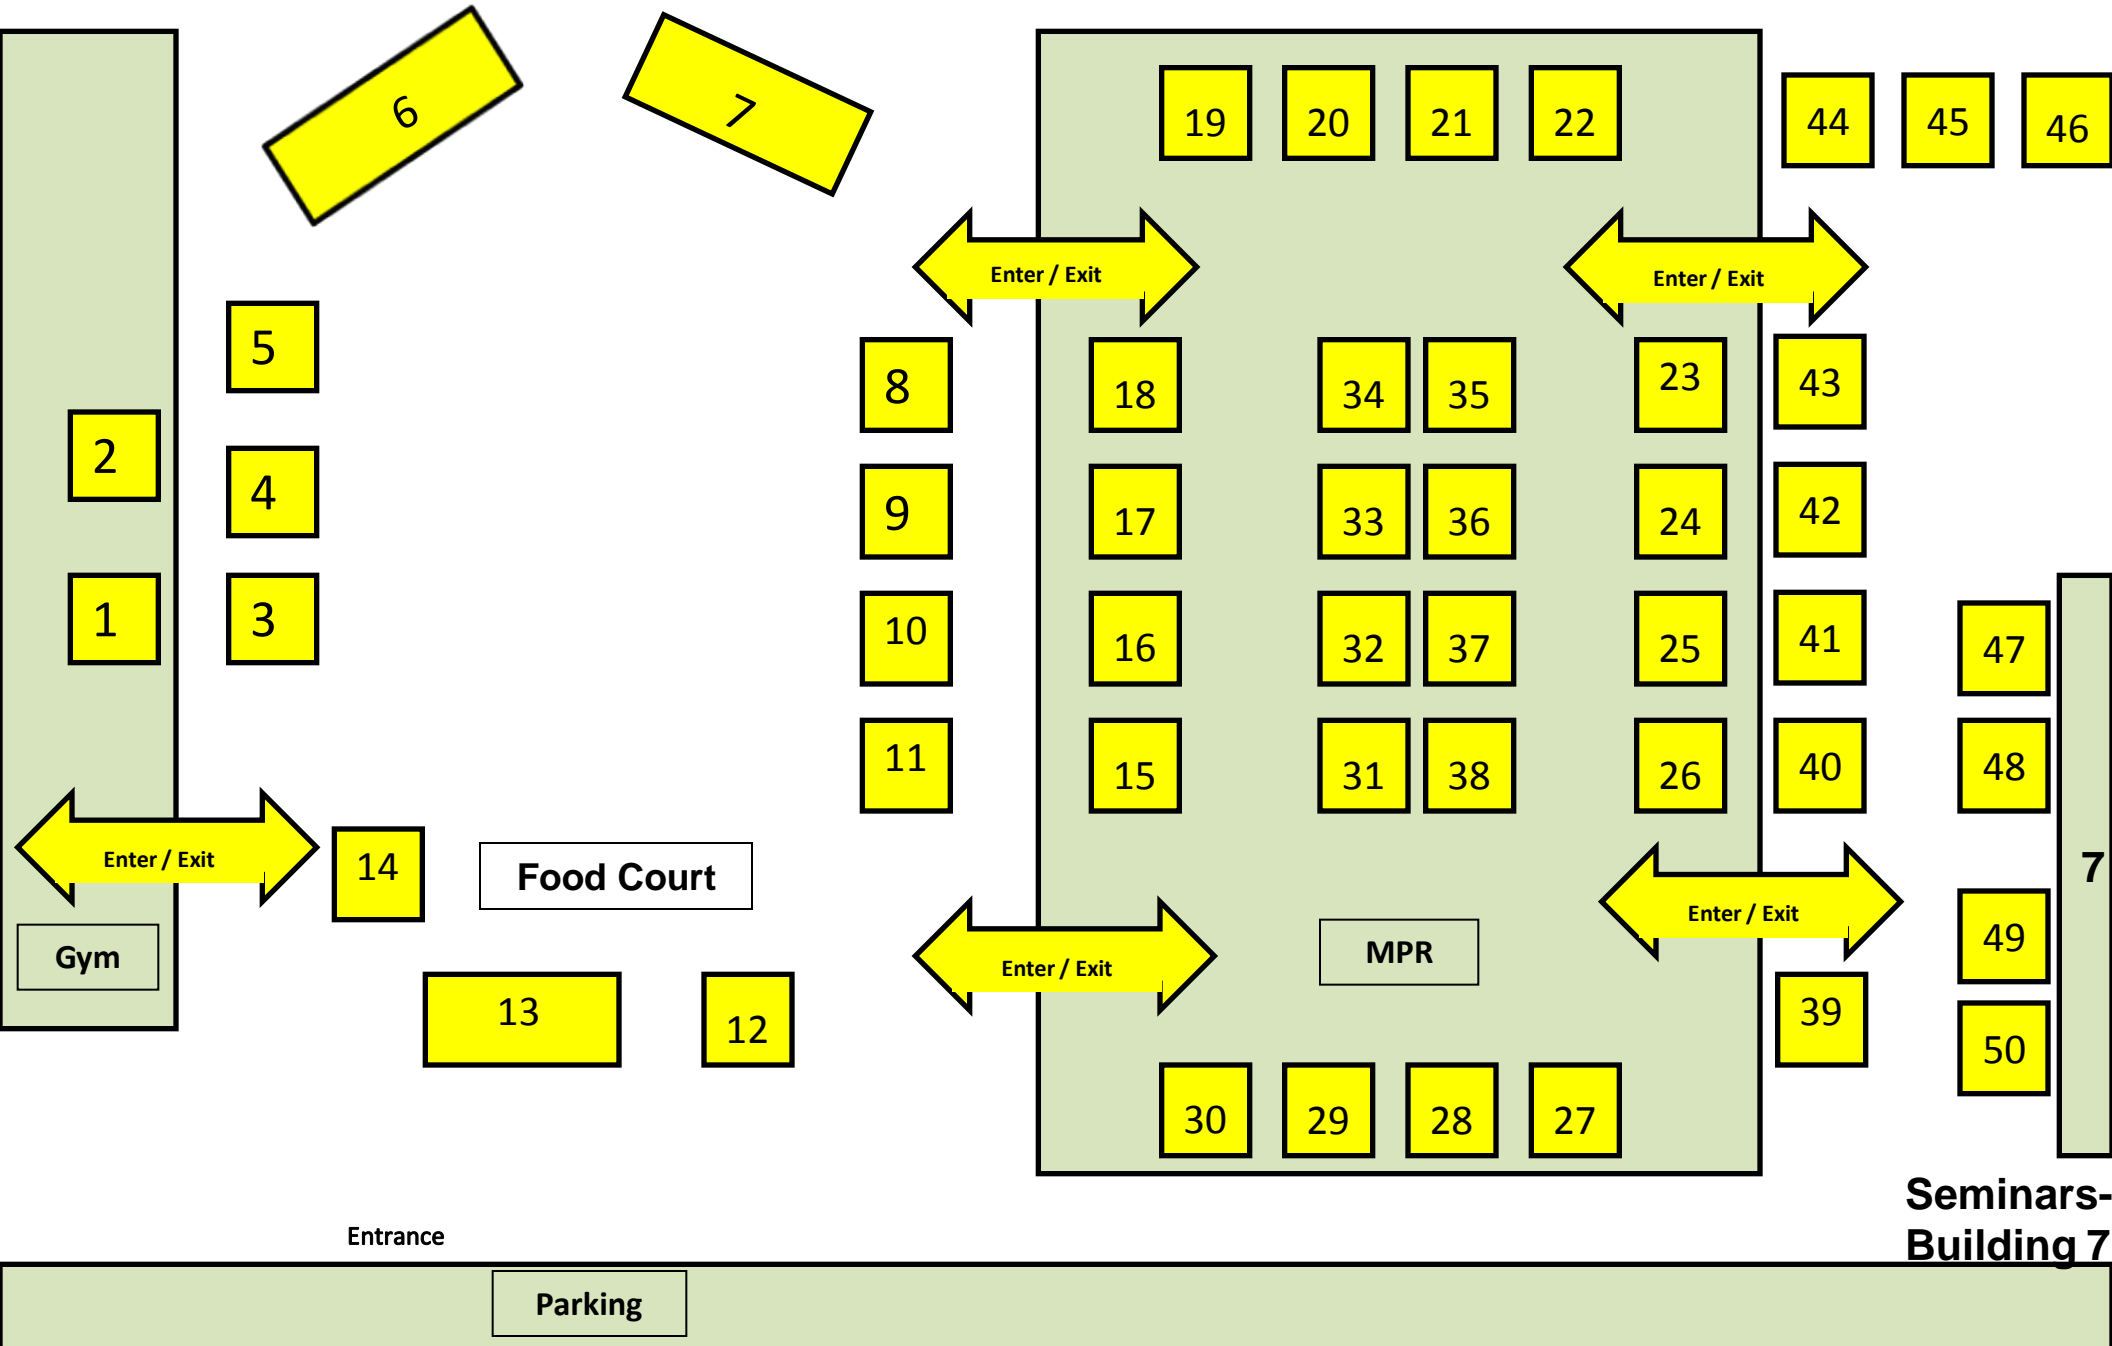 6
7
19 20 21 22
44 45 46
Enter / Exit
Enter / Exit
5
8
18
34 35
23
43
2
4
9
17
33 36
24
42
1
3
10
16
32 37
25
41
47
11
15
31 38
26
40
48
Enter / Exit
14
Food Court
7
Enter / Exit
49
Gym
Enter / Exit
MPR
13
12
39
50
30 29 28 27
Seminars-
Building 7
Entrance
Parking